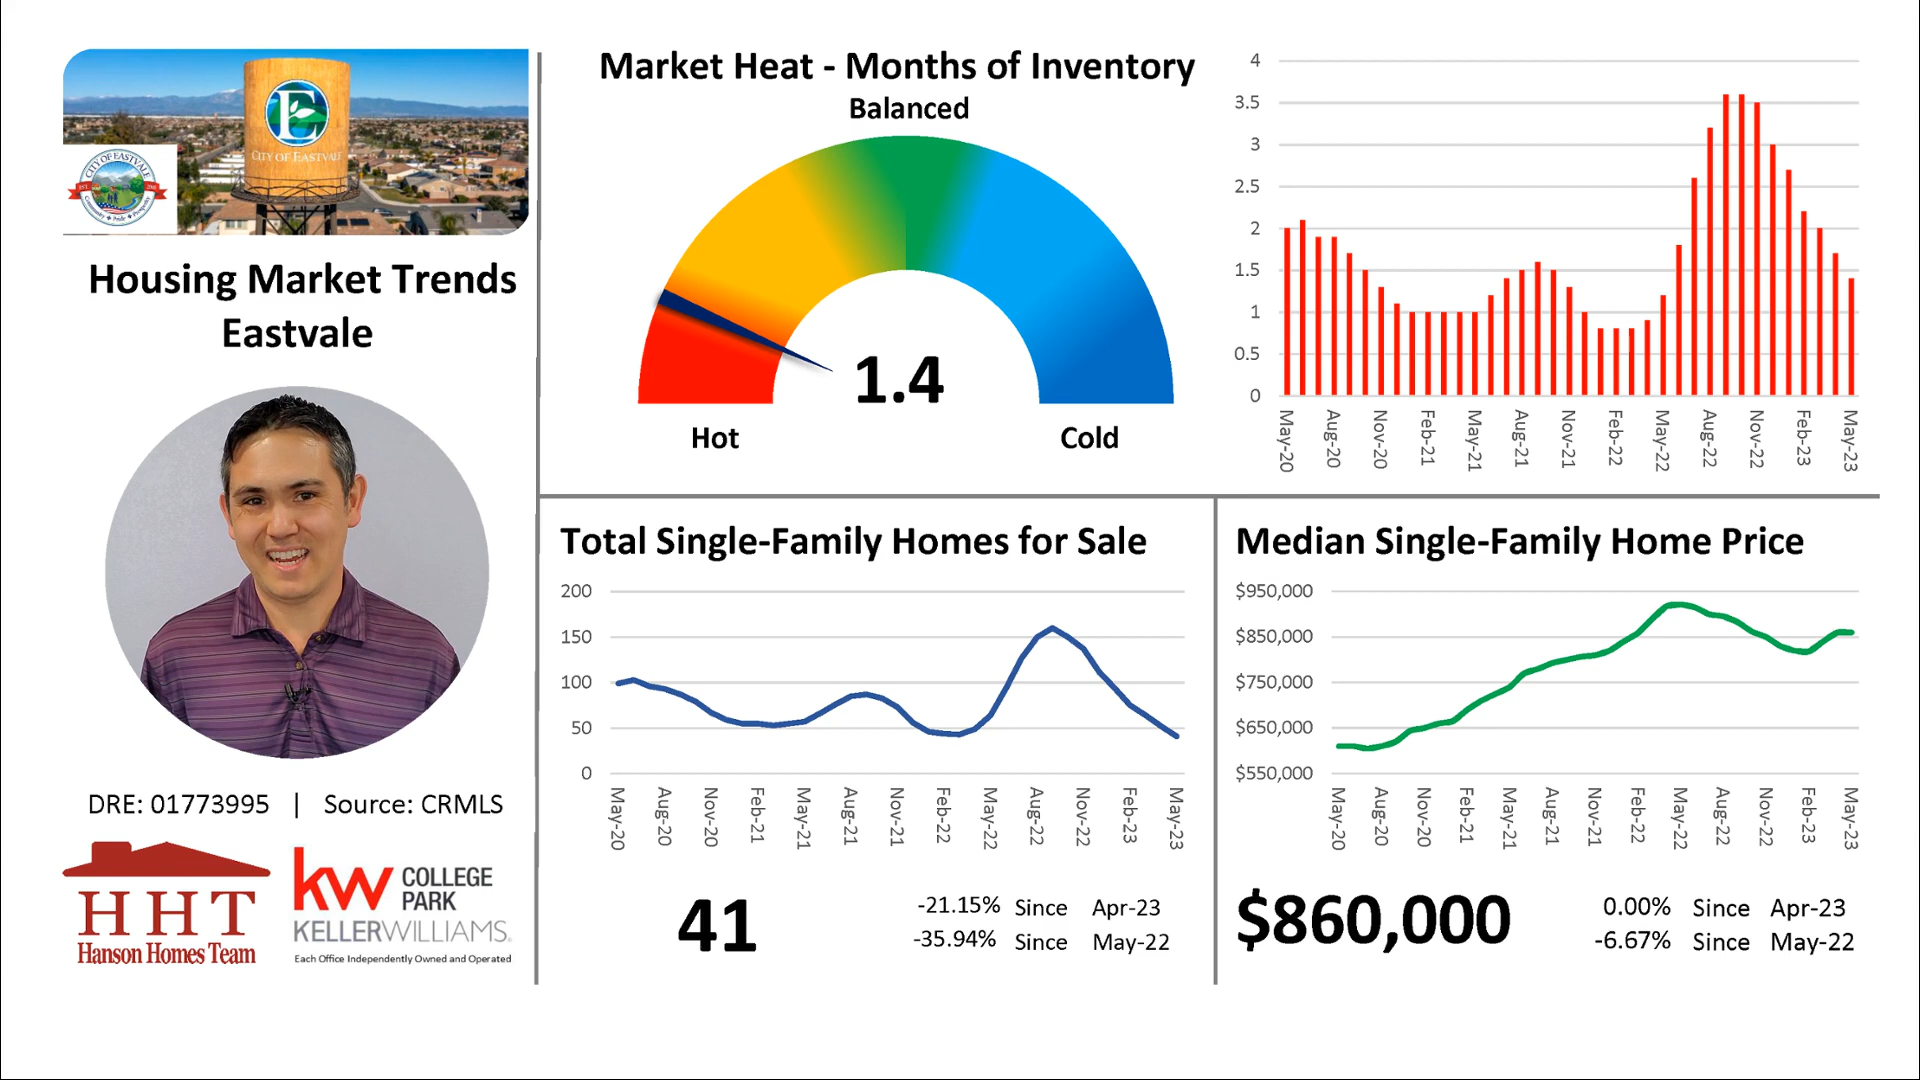 E
CITY OF EASTVALE
CITY OF EASTVALE
Housing Market Trends
Eastvale
DRE: 01773995 | Source: CRMLS
HHT
Hanson Homes Team
kw COLLEGE
PARK
KELLERWILLIAMS.
Each Office Independently Owned and Operated
Market Heat - Months of Inventory
Balanced
1.4
Hot
Cold
4
3.5
3
2.5
2
1.5
1
0.5
0
May-20
Aug-20
Nov-20
Feb-21
May-21
Aug-21
Nov-21
Feb-22
May-22
Aug-22
Nov-22
Feb-23
May-23
Total Single-Family Homes for Sale
200
150
100
50
0
May-20
Aug-20
Nov-20
Feb-21
May-21
Aug-21
Nov-21
Feb-22
May-22
Aug-22
Nov-22
Feb-23
May-23
41
-21.15% Since Apr-23
-35.94% Since May-22
Median Single-Family Home Price
$950,000
$850,000
$750,000
$650,000
$550,000
May-20
Aug-20
Nov-20
Feb-21
May-21
Aug-21
Nov-21
Feb-22
May-22
Aug-22
Nov-22
Feb-23
May-23
$860,000
0.00% Since Apr-23
-6.67% Since May-22